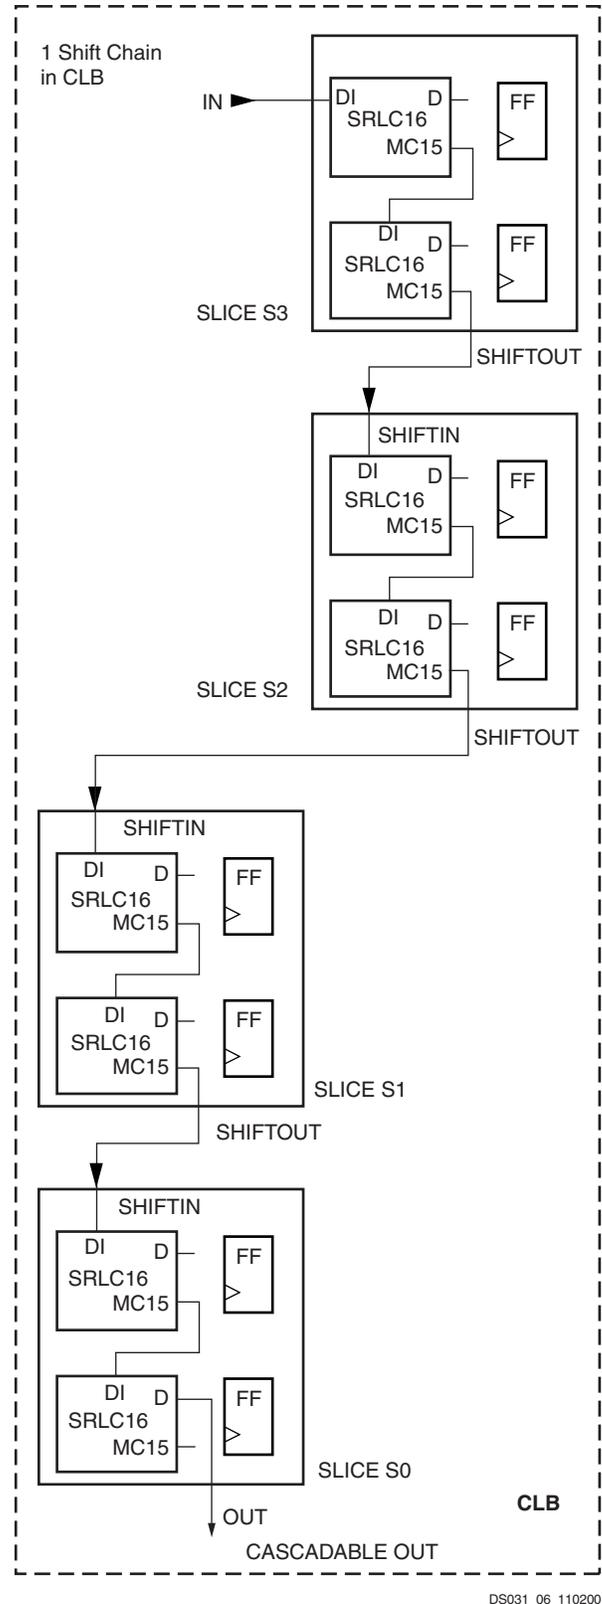 1 Shift Chain
in CLB
IN
DI
D
SRLC16
MC15
FF
DI
D
SRLC16
MC15
FF
SLICE S3
SHIFTOUT
SHIFTIN
DI
D
SRLC16
MC15
FF
DI
D
SRLC16
MC15
FF
SLICE S2
SHIFTOUT
SHIFTIN
DI
D
SRLC16
MC15
FF
DI
D
SRLC16
MC15
FF
SLICE S1
SHIFTOUT
SHIFTIN
DI
D
SRLC16
MC15
FF
DI
D
SRLC16
MC15
FF
SLICE S0
OUT
CLB
CASCADABLE OUT
DS031_06_110200